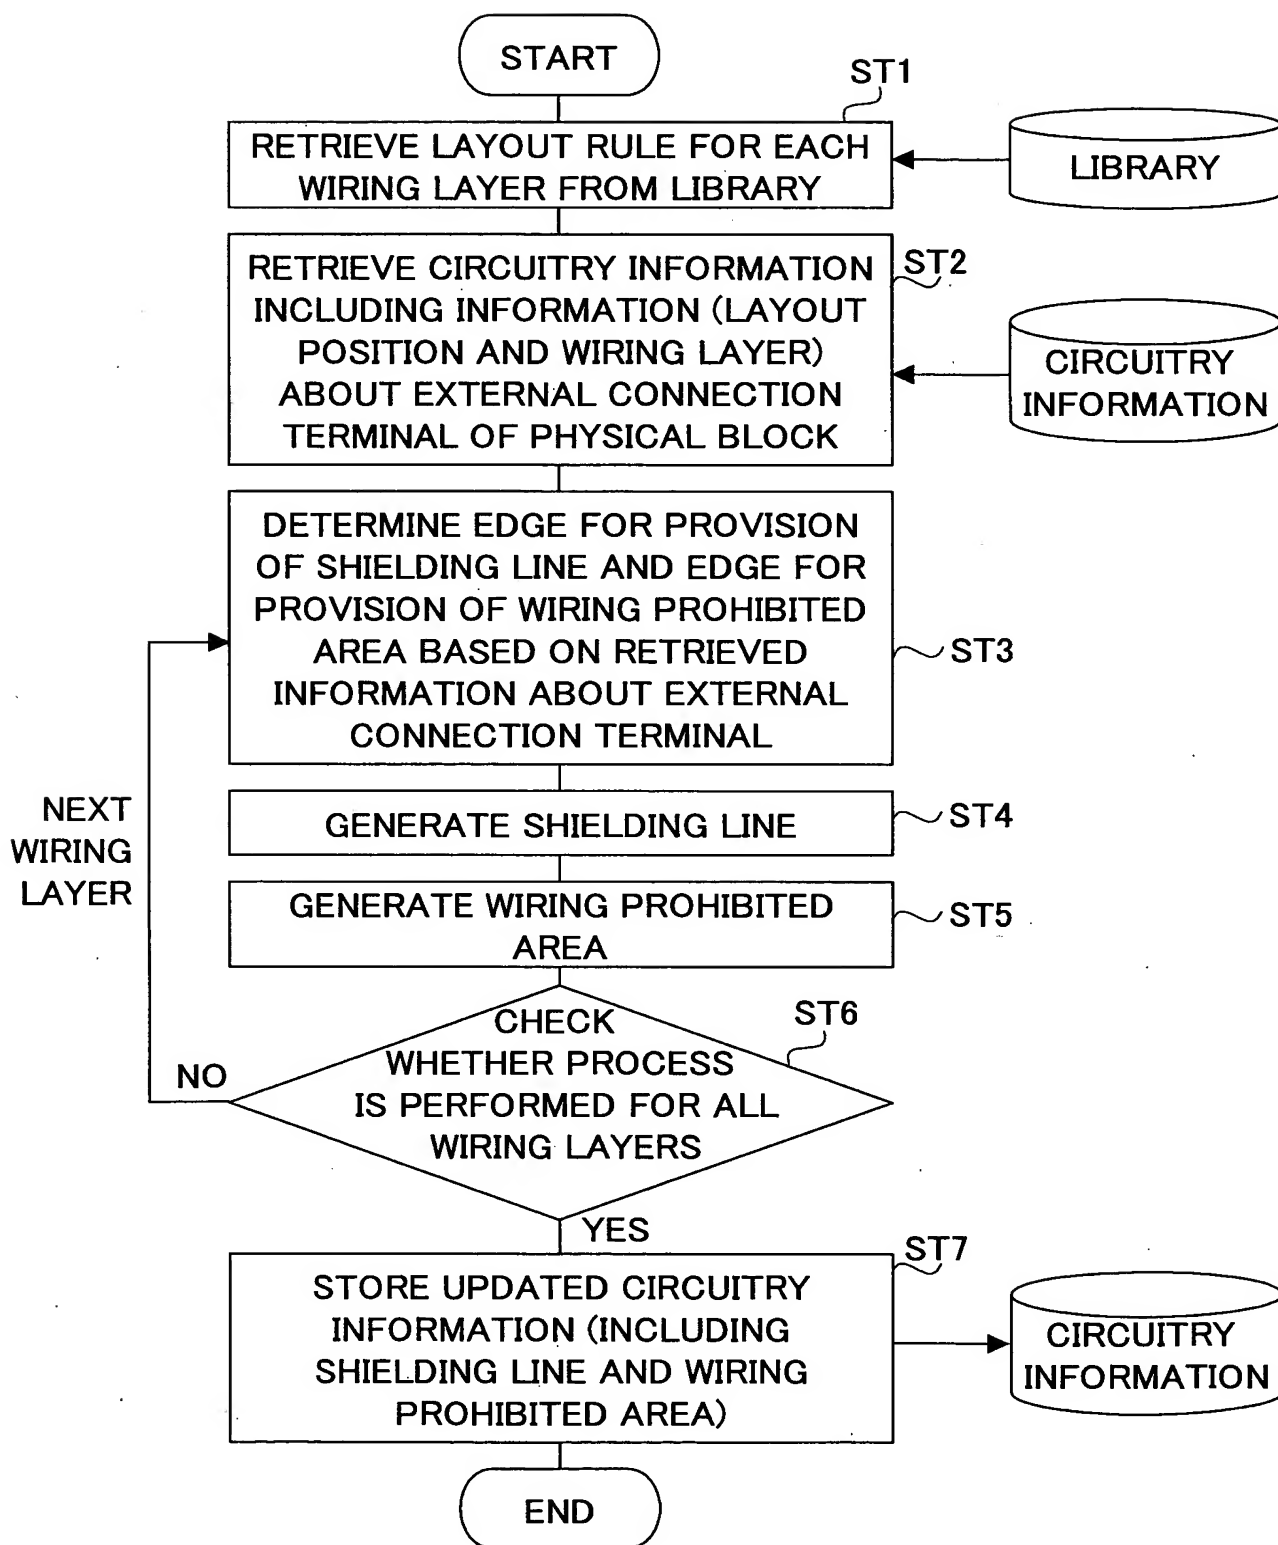 START
ST1
RETRIEVE LAYOUT RULE FOR EACH
WIRING LAYER FROM LIBRARY
LIBRARY
ST2
RETRIEVE CIRCUITRY INFORMATION
INCLUDING INFORMATION (LAYOUT
POSITION AND WIRING LAYER)
ABOUT EXTERNAL CONNECTION
TERMINAL OF PHYSICAL BLOCK
CIRCUITRY
INFORMATION
DETERMINE EDGE FOR PROVISION
OF SHIELDING LINE AND EDGE FOR
PROVISION OF WIRING PROHIBITED
AREA BASED ON RETRIEVED
INFORMATION ABOUT EXTERNAL
CONNECTION TERMINAL
ST3
NEXT
WIRING
LAYER
GENERATE SHIELDING LINE
ST4
GENERATE WIRING PROHIBITED
AREA
ST5
CHECK
WHETHER PROCESS
IS PERFORMED FOR ALL
WIRING LAYERS
ST6
NO
YES
ST7
STORE UPDATED CIRCUITRY
INFORMATION (INCLUDING
SHIELDING LINE AND WIRING
PROHIBITED AREA)
CIRCUITRY
INFORMATION
END